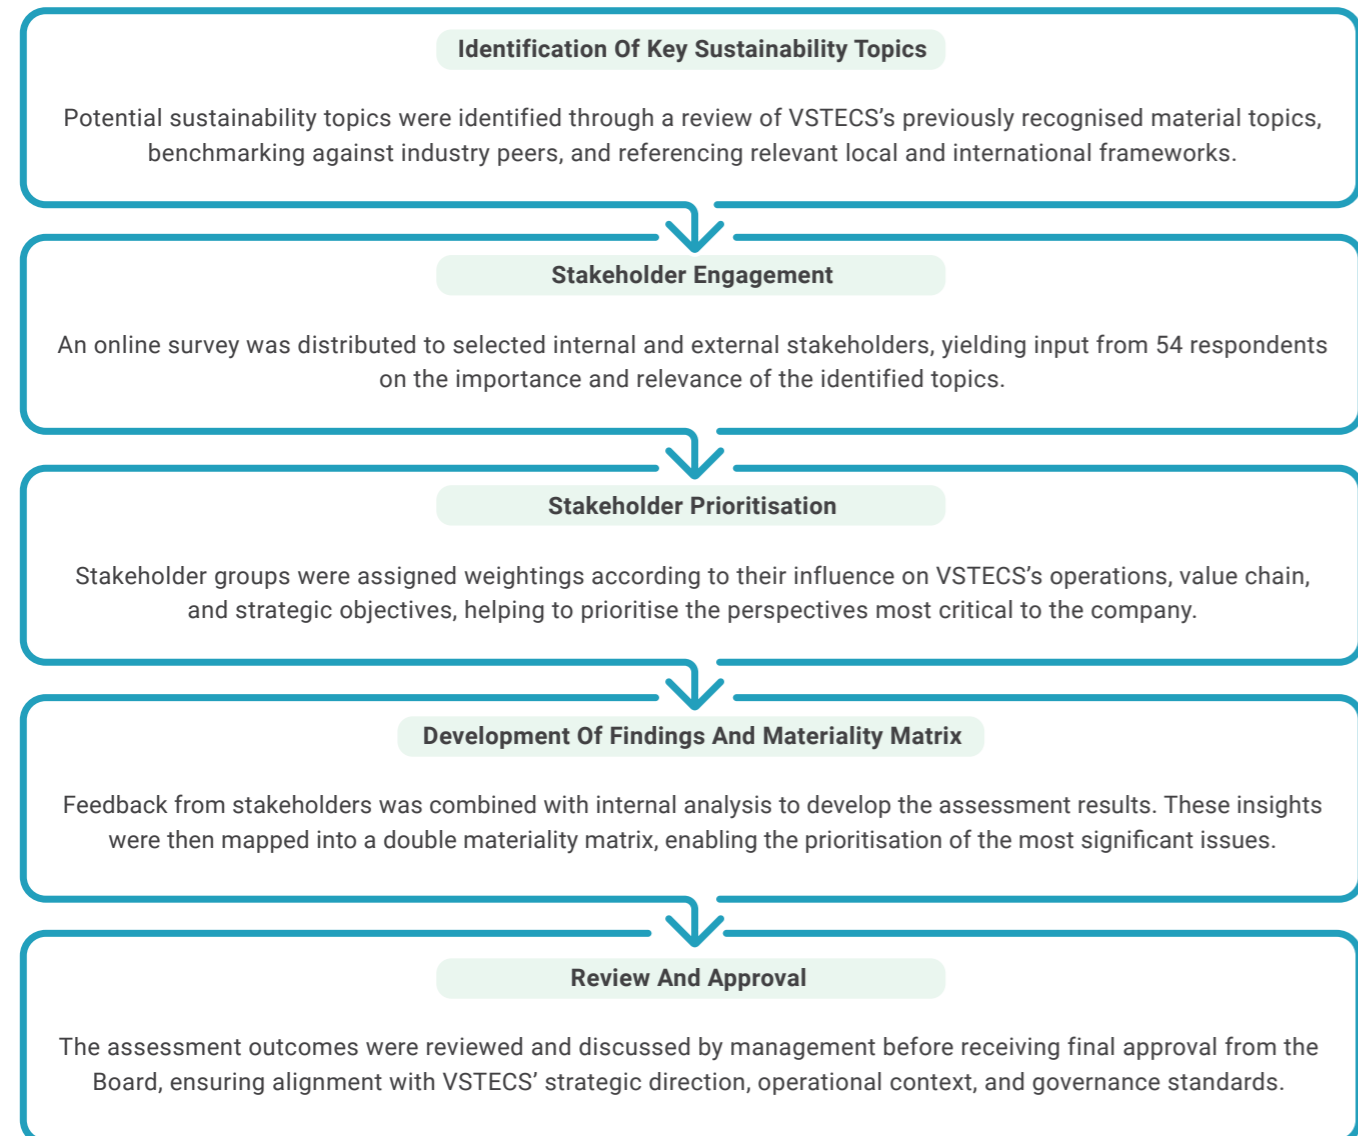 Identification Of Key Sustainability Topics
Potential sustainability topics were identified through a review of VSTECS’s previously recognised material topics,
benchmarking against industry peers, and referencing relevant local and international frameworks.
Stakeholder Engagement
An online survey was distributed to selected internal and external stakeholders, yielding input from 54 respondents
on the importance and relevance of the identified topics.
Stakeholder Prioritisation
Stakeholder groups were assigned weightings according to their influence on VSTECS’s operations, value chain,
and strategic objectives, helping to prioritise the perspectives most critical to the company.
Development Of Findings And Materiality Matrix
Feedback from stakeholders was combined with internal analysis to develop the assessment results. These insights
were then mapped into a double materiality matrix, enabling the prioritisation of the most significant issues.
Review And Approval
The assessment outcomes were reviewed and discussed by management before receiving final approval from the
Board, ensuring alignment with VSTECS’ strategic direction, operational context, and governance standards.